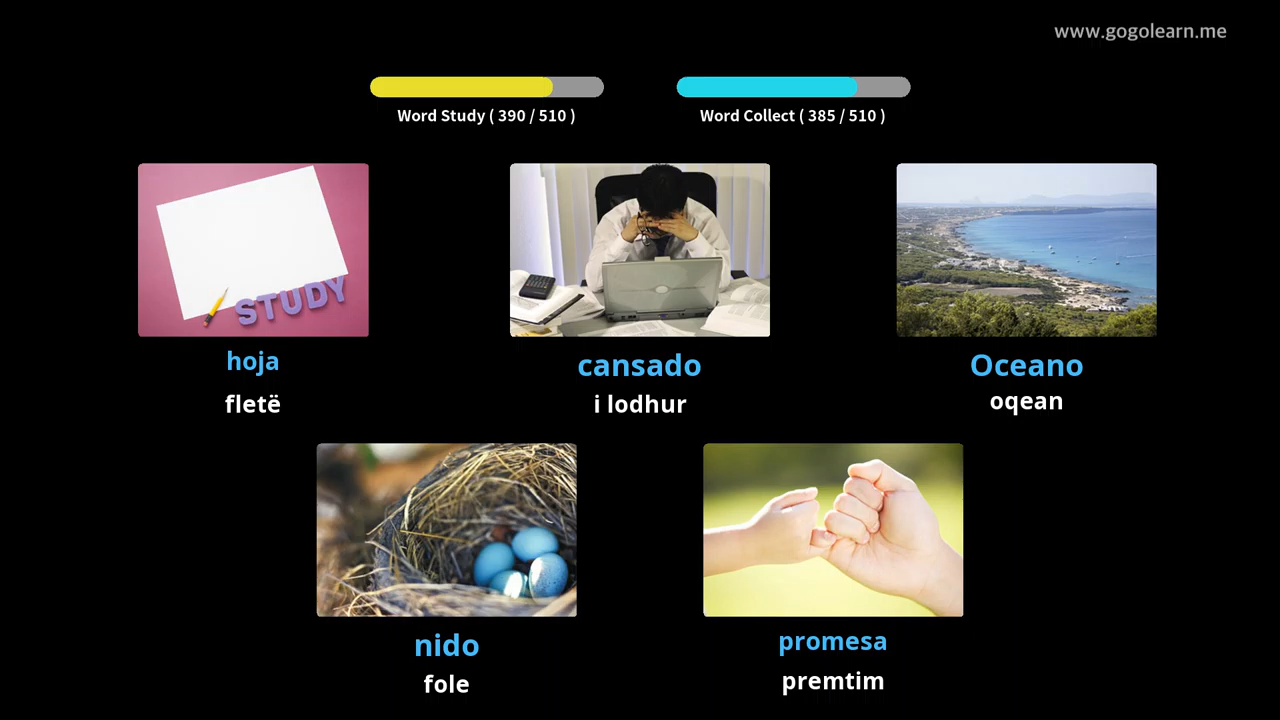 www.gogolearn.me
Word Study ( 390 / 510 )
Word Collect ( 385 / 510 )
STUDY
hoja
fletë
cansado
i lodhur
Oceano
oqean
nido
fole
promesa
premtim